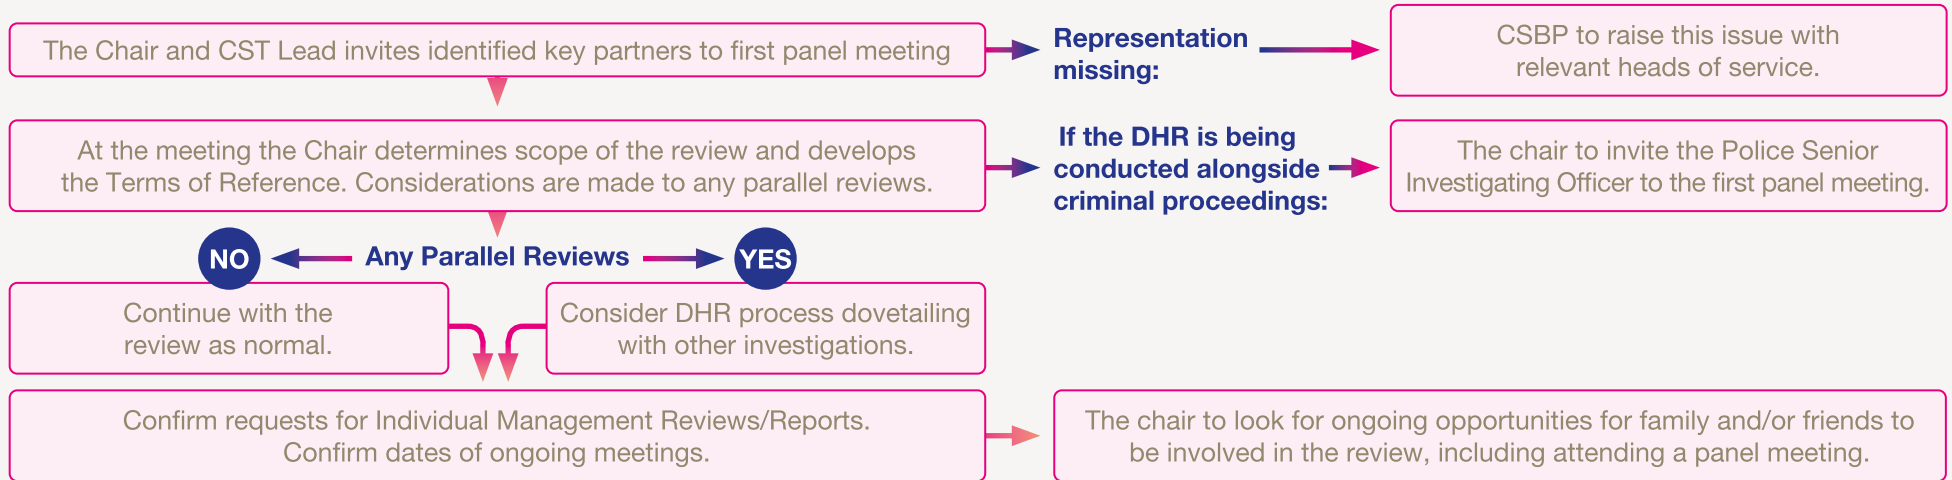 The Chair and CST Lead invites identified key partners to first panel meeting
Representation
missing:
CSBP to raise this issue with
relevant heads of service.
At the meeting the Chair determines scope of the review and develops
the Terms of Reference. Considerations are made to any parallel reviews.
If the DHR is being
conducted alongside
criminal proceedings:
The chair to invite the Police Senior
Investigating Officer to the first panel meeting.
NO
Any Parallel Reviews
YES
Continue with the
review as normal.
Consider DHR process dovetailing
with other investigations.
Confirm requests for Individual Management Reviews/Reports.
Confirm dates of ongoing meetings.
The chair to look for ongoing opportunities for family and/or friends to
be involved in the review, including attending a panel meeting.